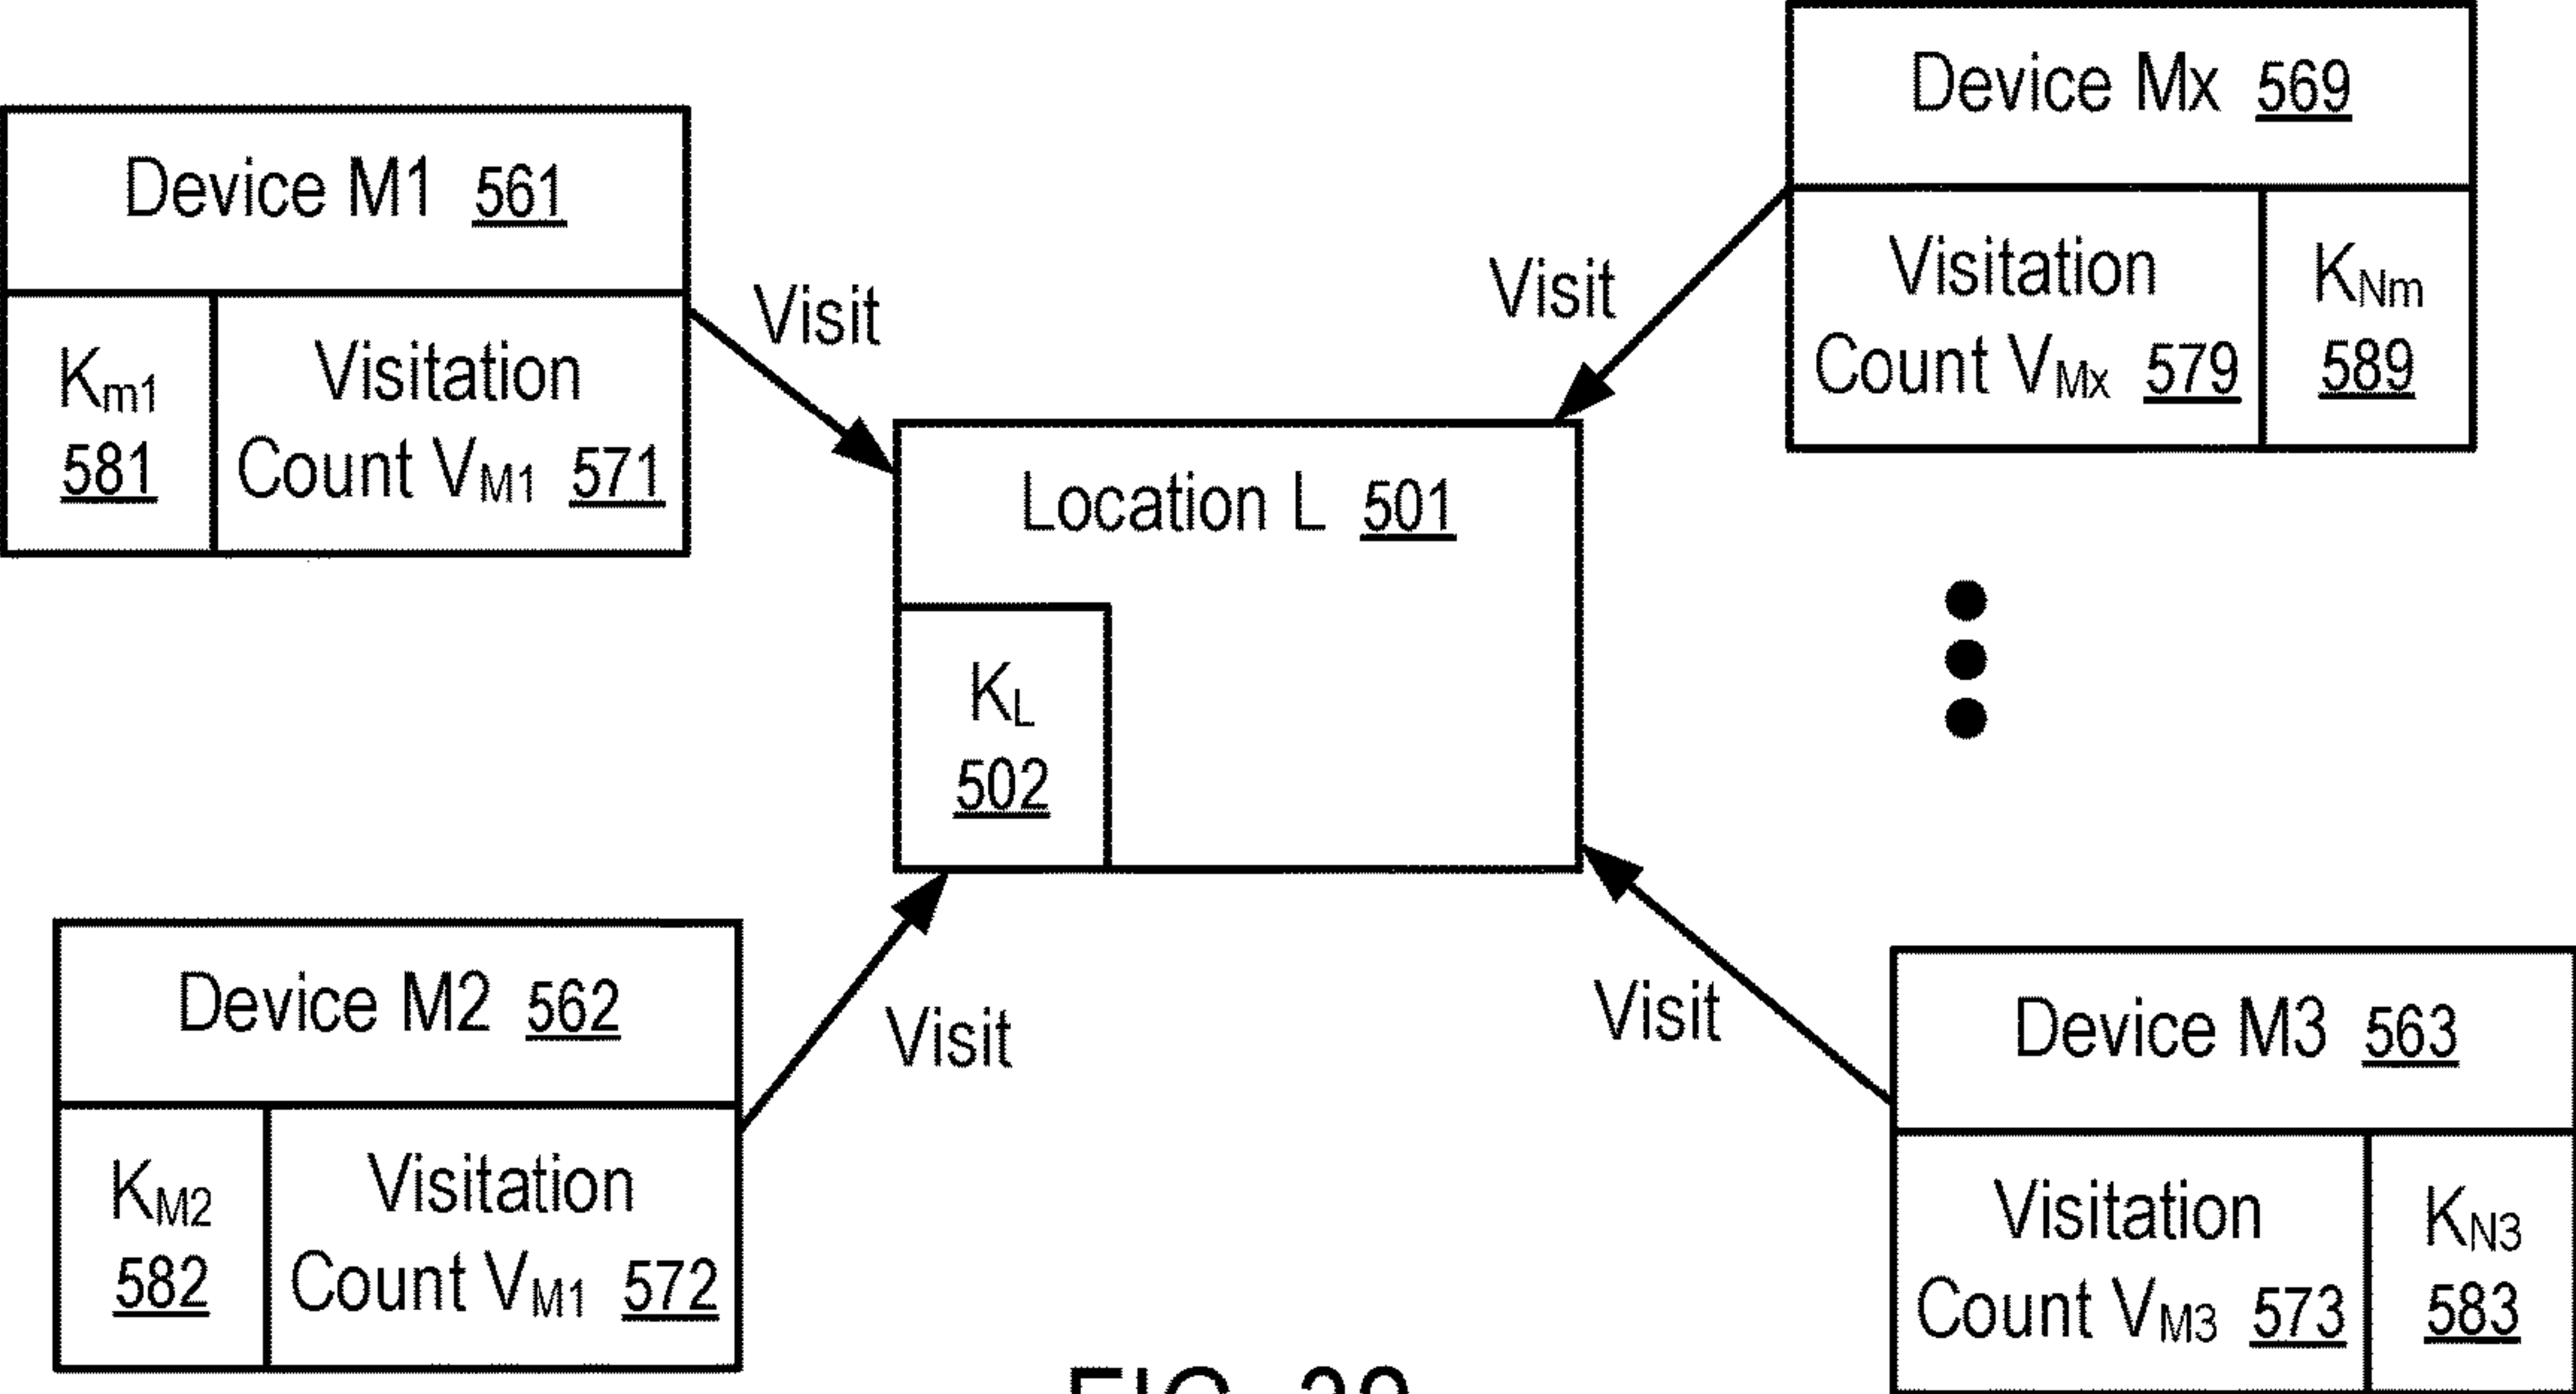 Device Mx 569
Visitation
Count VMx 579
KNm
589
Device M1 561
Km1
581
Visitation
Count VM1 571
Visit
Visit
Location L 501
KL
502
Device M2 562
KM2
582
Visitation
Count VM1 572
Visit
Visit
Device M3 563
Visitation
Count VM3 573
KN3
583